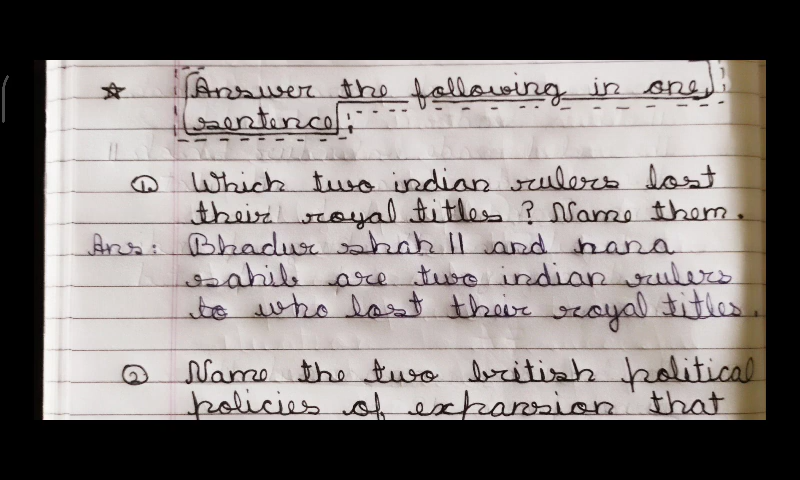 ☆ Answer the following in one
sentence:
① Which two indian rulers lost
their royal titles? Name them.
Ans: Bhadur shah II and nana
sahib are two indian rulers
to who lost their royal titles.
② Name the two british political
policies of expansion that